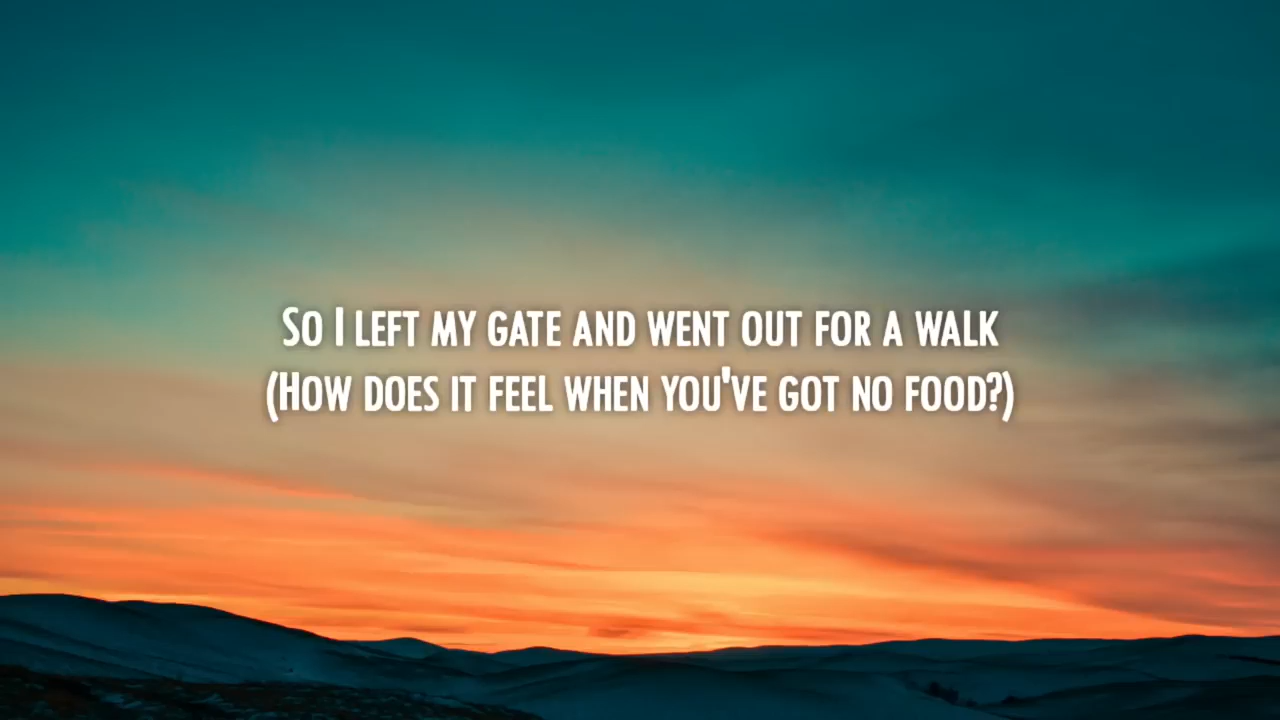 So I left my gate and went out for a walk
(How does it feel when you've got no food?)